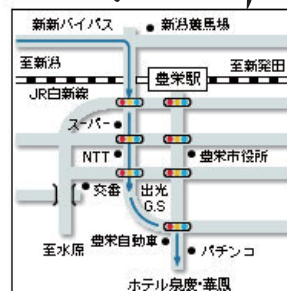 新新バイパス
新潟競馬場
至新潟
豊栄駅
至新発田
JR白新線
スーパー
NTT
豊栄市役所
交番
出光
G.S
至水原
豊栄自動車
パチンコ
ホテル泉慶・華鳳